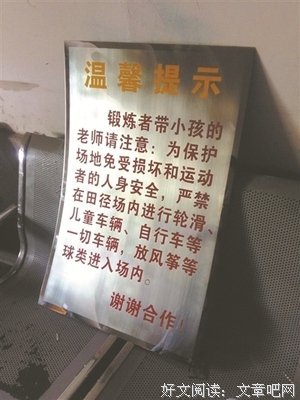 温馨提示
锻炼者带小孩的
老师请注意：为保护
场地免受损坏和运动
者的人身安全，严禁
在田径场内进行轮滑、
儿童车辆、自行车等
一切车辆，放风筝等
球类进入场内。
谢谢合作！
好文阅读：文章吧网